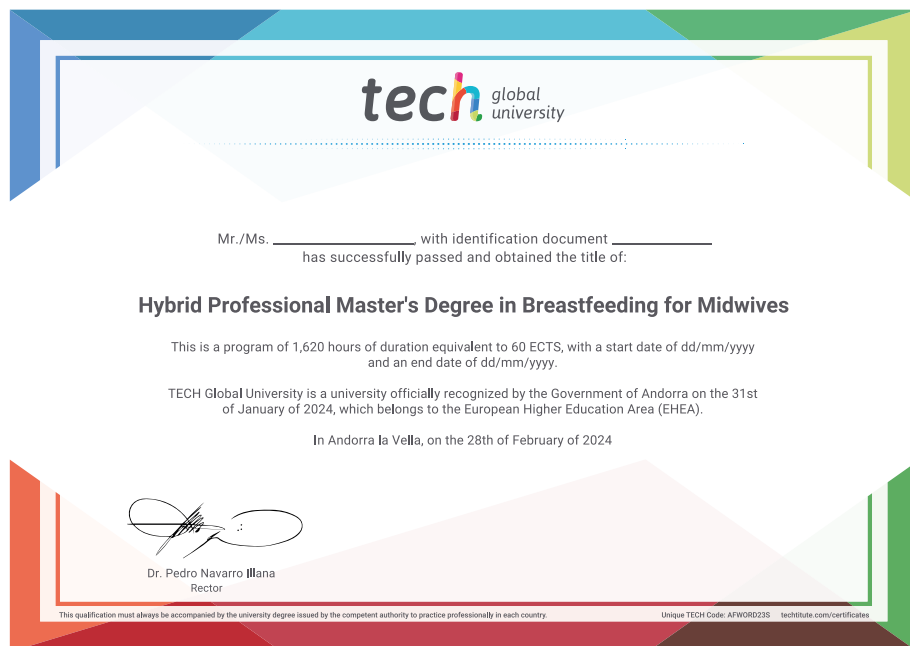 tech global
university
Mr./Ms. ________________, with identification document ____________
has successfully passed and obtained the title of:
Hybrid Professional Master's Degree in Breastfeeding for Midwives
This is a program of 1,620 hours of duration equivalent to 60 ECTS, with a start date of dd/mm/yyyy
and an end date of dd/mm/yyyy.
TECH Global University is a university officially recognized by the Government of Andorra on the 31st
of January of 2024, which belongs to the European Higher Education Area (EHEA).
In Andorra la Vella, on the 28th of February of 2024
Dr. Pedro Navarro Illana
Rector
This qualification must always be accompanied by the university degree issued by the competent authority to practice professionally in each country.
Unique TECH Code: AFWORD23S techtitute.com/certificates